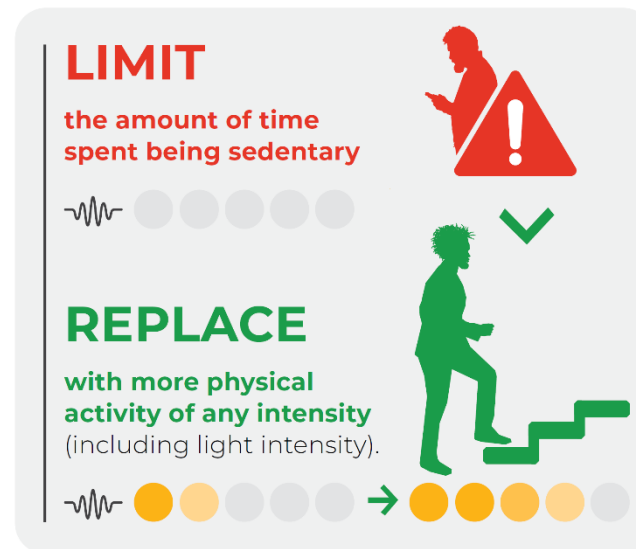 LIMIT
the amount of time
spent being sedentary
REPLACE
with more physical
activity of any intensity
(including light intensity).